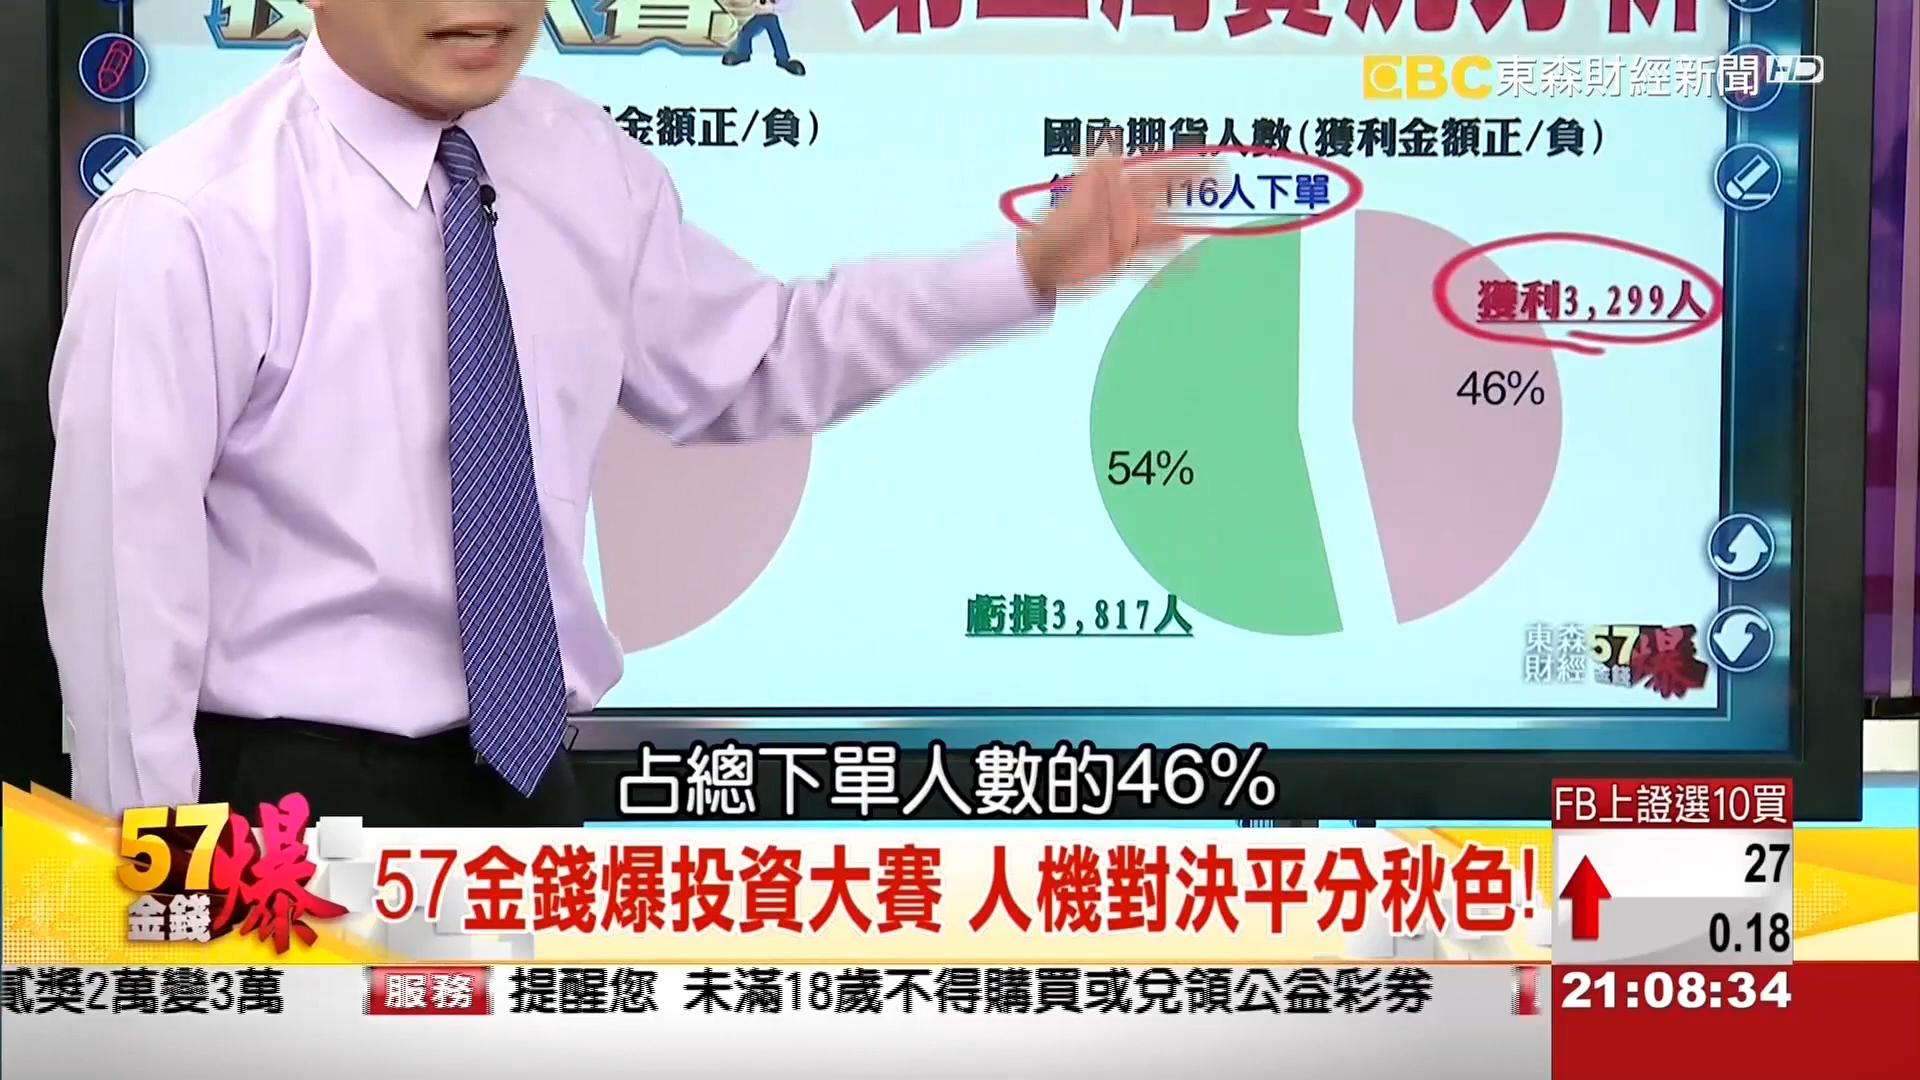 EBC東森財經新聞HD
金額正/負)
國內期貨人數(獲利金額正/負)
116人下單
獲利3,299人
46%
54%
虧損3,817人
東森
財經
57金錢爆
占總下單人數的46%
FB上證選10買
57金錢爆
57金錢爆投資大賽 人機對決平分秋色!
27
0.18
貳獎2萬變3萬
服務
提醒您 未滿18歲不得購買或兌領公益彩券
21:08:34